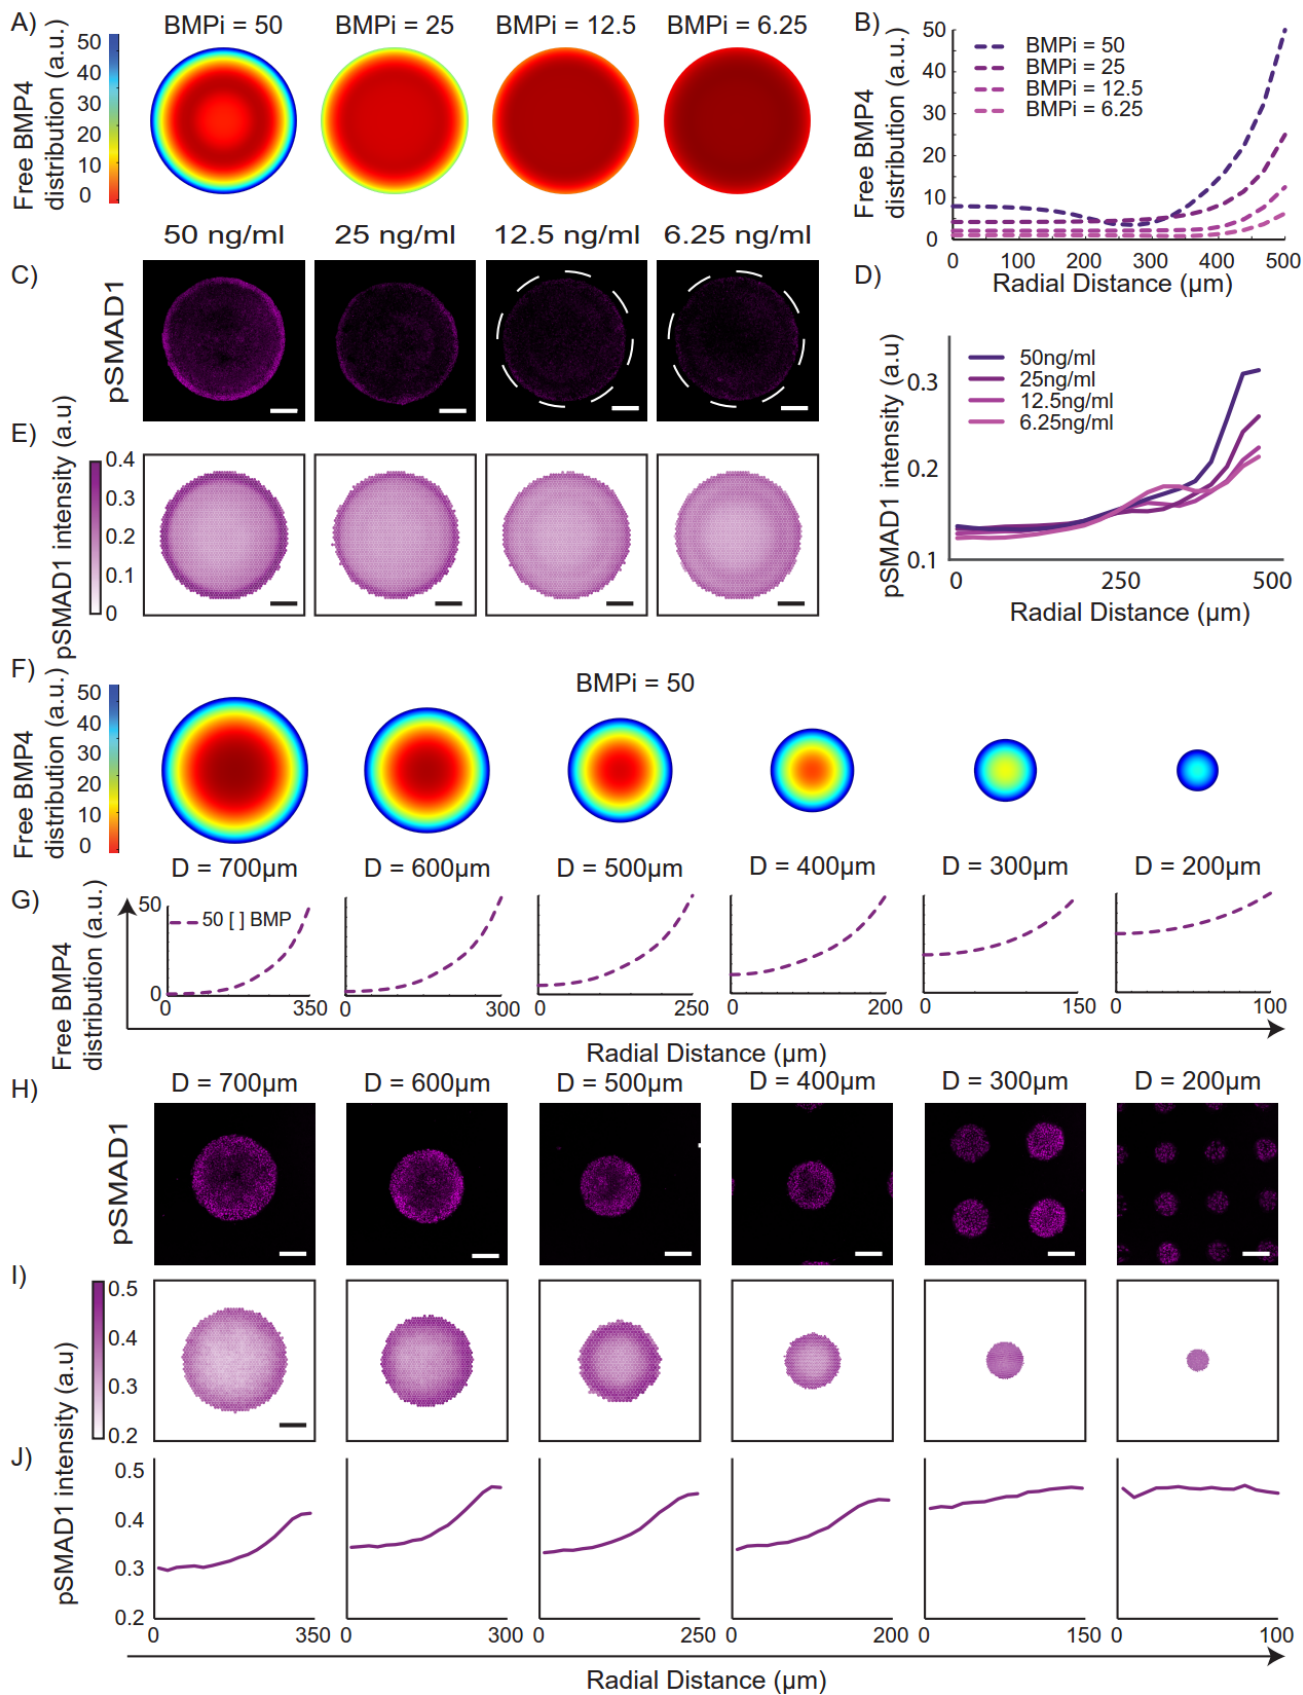 A)
BMPi = 50
BMPi = 25
BMPi = 12.5
BMPi = 6.25
Free BMP4
distribution (a.u.)
50
40
30
20
10
0
B)
Free BMP4
distribution (a.u.)
50
40
30
50
10
0
BMPi = 50
BMPi = 25
BMPi = 12.5
BMPi = 6.25
0 100 200 300 400 500
Radial Distance (µm)
50 ng/ml
25 ng/ml
12.5 ng/ml
6.25 ng/ml
C)
pSMAD1
D)
pSMAD1 intensity (a.u)
0.3
0.2
0.1
50ng/ml
25ng/ml
12.5ng/ml
6.25ng/ml
0 250 500
Radial Distance (µm)
E)
pSMAD1 intensity (a.u)
0.4
0.3
0.2
0.1
0
F)
BMPi = 50
Free BMP4
distribution (a.u.)
50
40
30
20
10
0
D = 700µm
D = 600µm
D = 500µm
D = 400µm
D = 300µm
D = 200µm
G)
Free BMP4
distribution (a.u.)
50
0
50 [ ] BMP
0 350
0 300
0 250
0 200
0 150
0 100
Radial Distance (µm)
H)
D = 700µm
D = 600µm
D = 500µm
D = 400µm
D = 300µm
D = 200µm
pSMAD1
I)
pSMAD1 intensity (a.u)
0.5
0.4
0.3
0.2
J)
0.5
0.4
0.3
0.2
0 350
0 300
0 250
0 200
0 150
0 100
Radial Distance (µm)